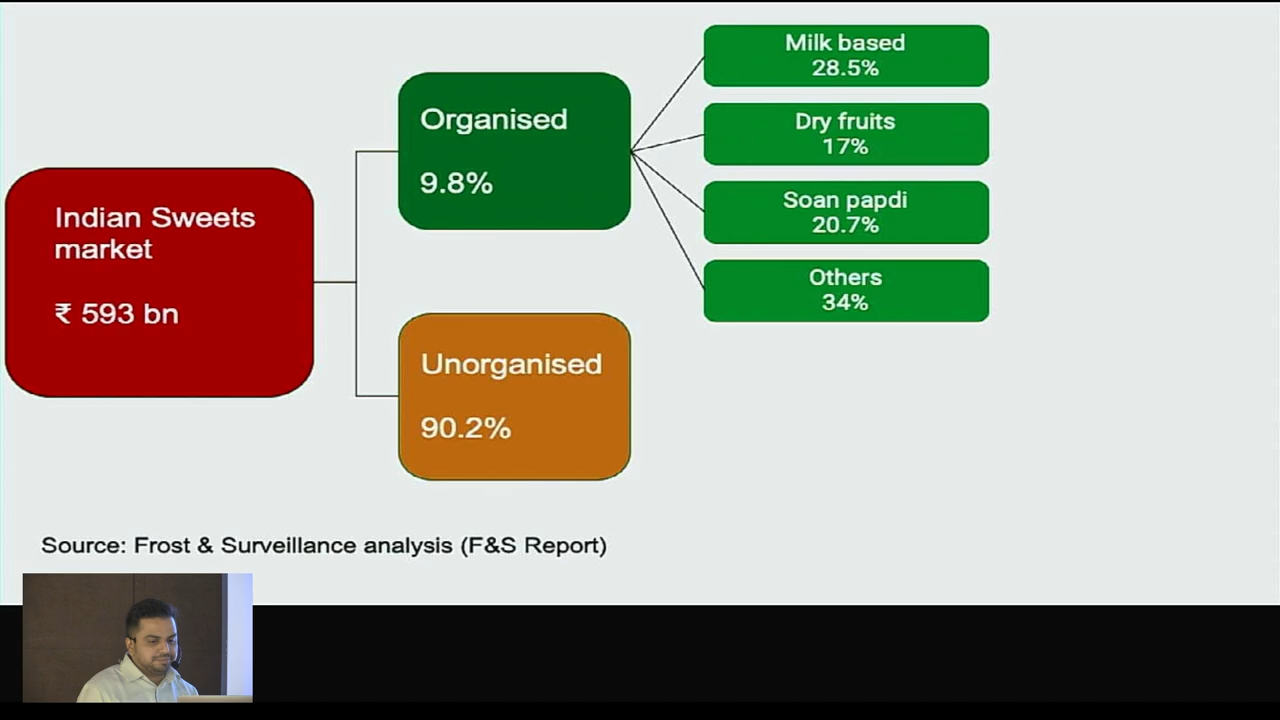 Indian Sweets
market
₹ 593 bn
Organised
9.8%
Unorganised
90.2%
Milk based
28.5%
Dry fruits
17%
Soan papdi
20.7%
Others
34%
Source: Frost & Surveillance analysis (F&S Report)